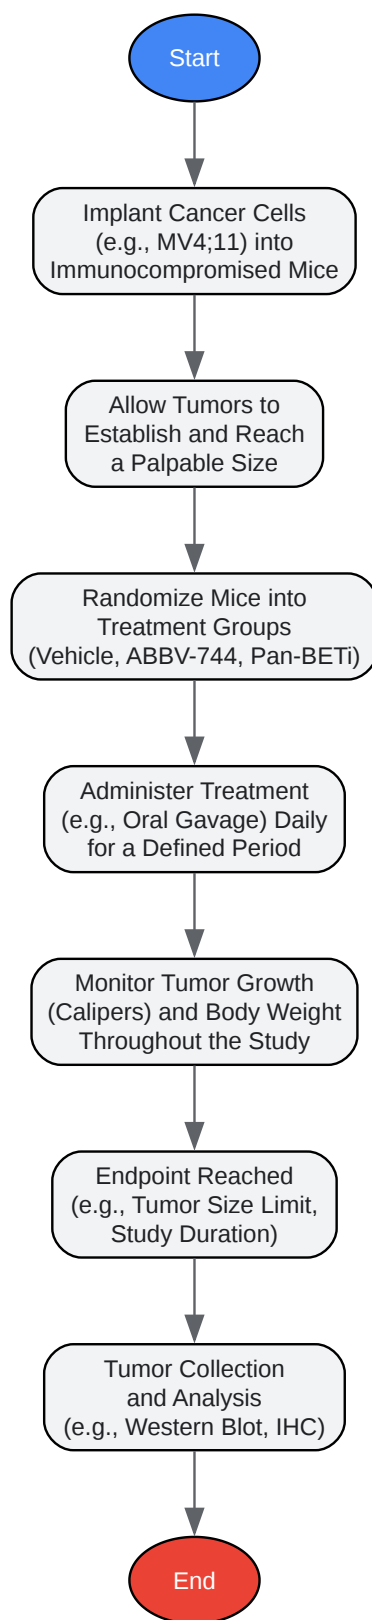 Start
Implant Cancer Cells
(e.g., MV4;11) into
Immunocompromised Mice
Allow Tumors to
Establish and Reach
a Palpable Size
Randomize Mice into
Treatment Groups
(Vehicle, ABBV-744, Pan-BETi)
Administer Treatment
(e.g., Oral Gavage) Daily
for a Defined Period
Monitor Tumor Growth
(Calipers) and Body Weight
Throughout the Study
Endpoint Reached
(e.g., Tumor Size Limit,
Study Duration)
Tumor Collection
and Analysis
(e.g., Western Blot, IHC)
End